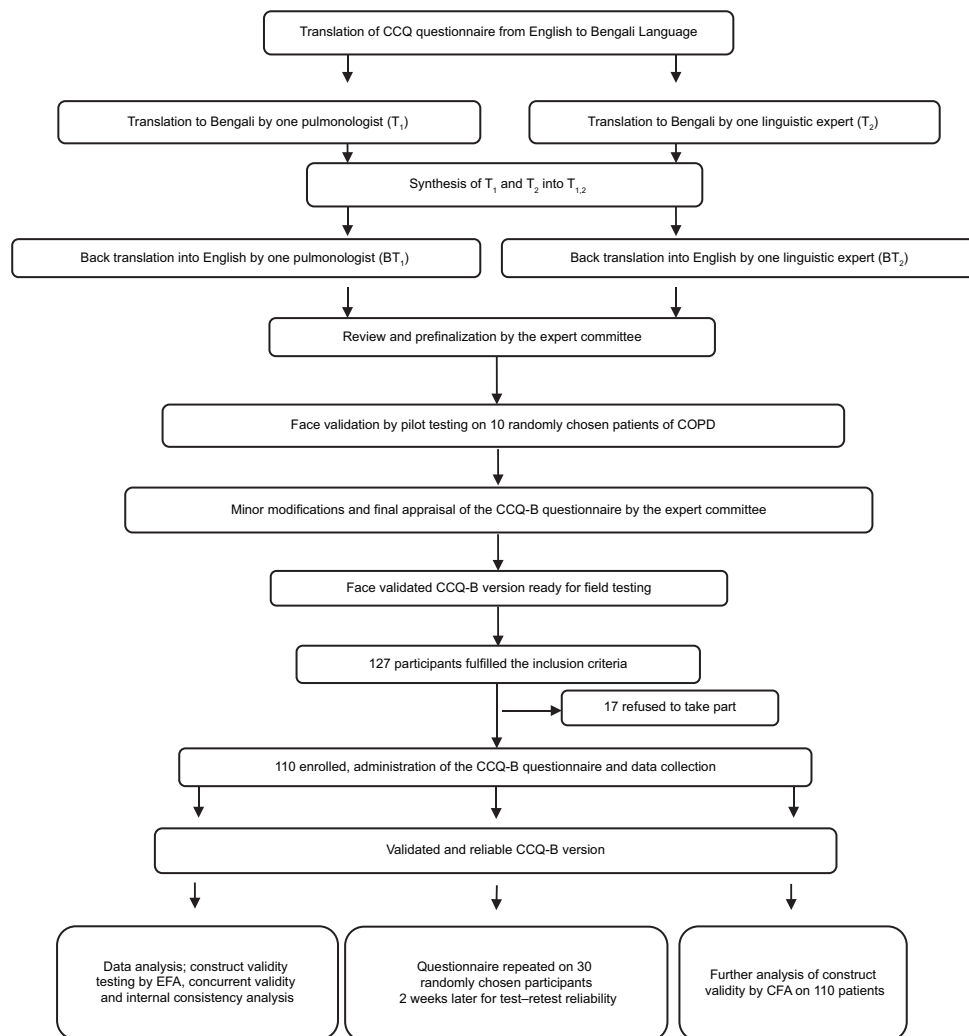 Translation of CCQ questionnaire from English to Bengali Language
Translation to Bengali by one pulmonologist (T₁)
Translation to Bengali by one linguistic expert (T₂)
Synthesis of T₁ and T₂ into T₁,₂
Back translation into English by one pulmonologist (BT₁)
Back translation into English by one linguistic expert (BT₂)
Review and prefinalization by the expert committee
Face validation by pilot testing on 10 randomly chosen patients of COPD
Minor modifications and final appraisal of the CCQ-B questionnaire by the expert committee
Face validated CCQ-B version ready for field testing
127 participants fulfilled the inclusion criteria
17 refused to take part
110 enrolled, administration of the CCQ-B questionnaire and data collection
Validated and reliable CCQ-B version
Data analysis; construct validity
testing by EFA, concurrent validity
and internal consistency analysis
Questionnaire repeated on 30
randomly chosen participants
2 weeks later for test–retest reliability
Further analysis of construct
validity by CFA on 110 patients